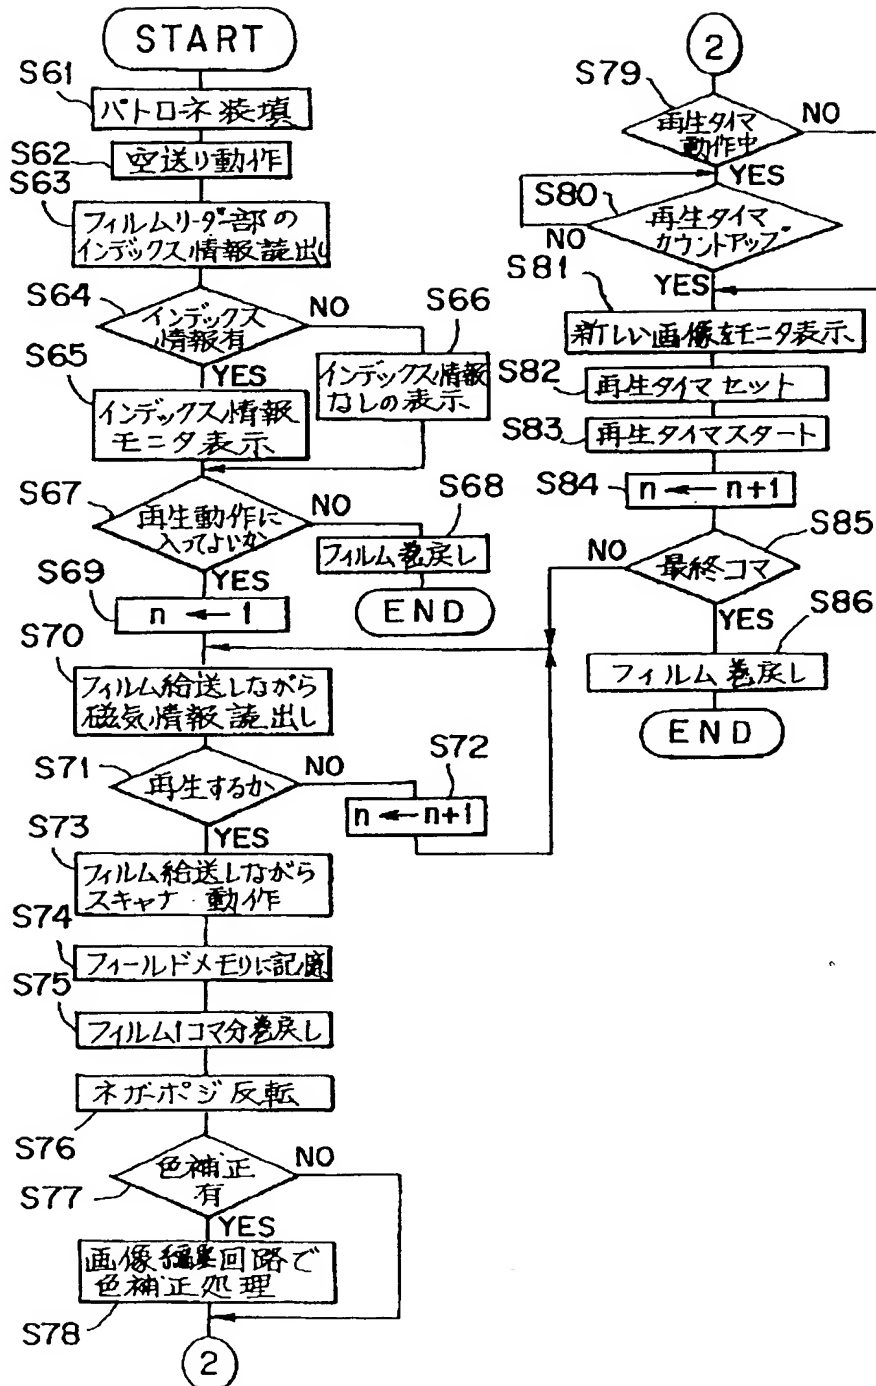 START
S61
パトローネ装填
S62
空送り動作
S63
フィルムリーダー部の
インデックス情報読出し
S64
インデックス
情報有
NO
YES
S66
インデックス情報
なしの表示
S65
インデックス情報
モニタ表示
S67
再生動作に
入ってよいか
NO
YES
S68
フィルム巻戻し
END
S69
n ← 1
S70
フィルム給送しながら
磁気情報読出し
S71
再生するか
NO
YES
S72
n ← n+1
S73
フィルム給送しながら
スキャナ動作
S74
フィールドメモリに記憶
S75
フィルム1コマ分巻戻し
ネガ-ポジ反転
S76
色補正
有
NO
S77
YES
画像編集回路で
色補正処理
S78
2
2
S79
再生タイマ
動作中
NO
YES
S80
再生タイマ
カウントアップ
NO
YES
S81
新しい画像をモニタ表示
S82
再生タイマセット
S83
再生タイマスタート
S84
n ← n+1
S85
最終コマ
NO
YES
S86
フィルム巻戻し
END